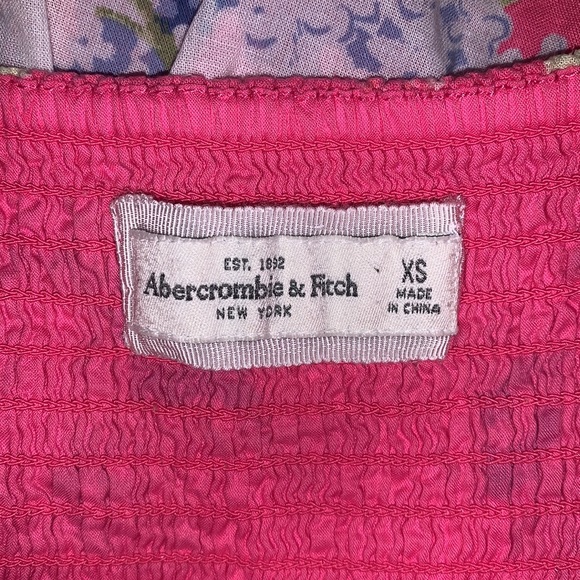 EST. 1892
Abercrombie & Fitch
NEW YORK
XS
MADE
IN CHINA